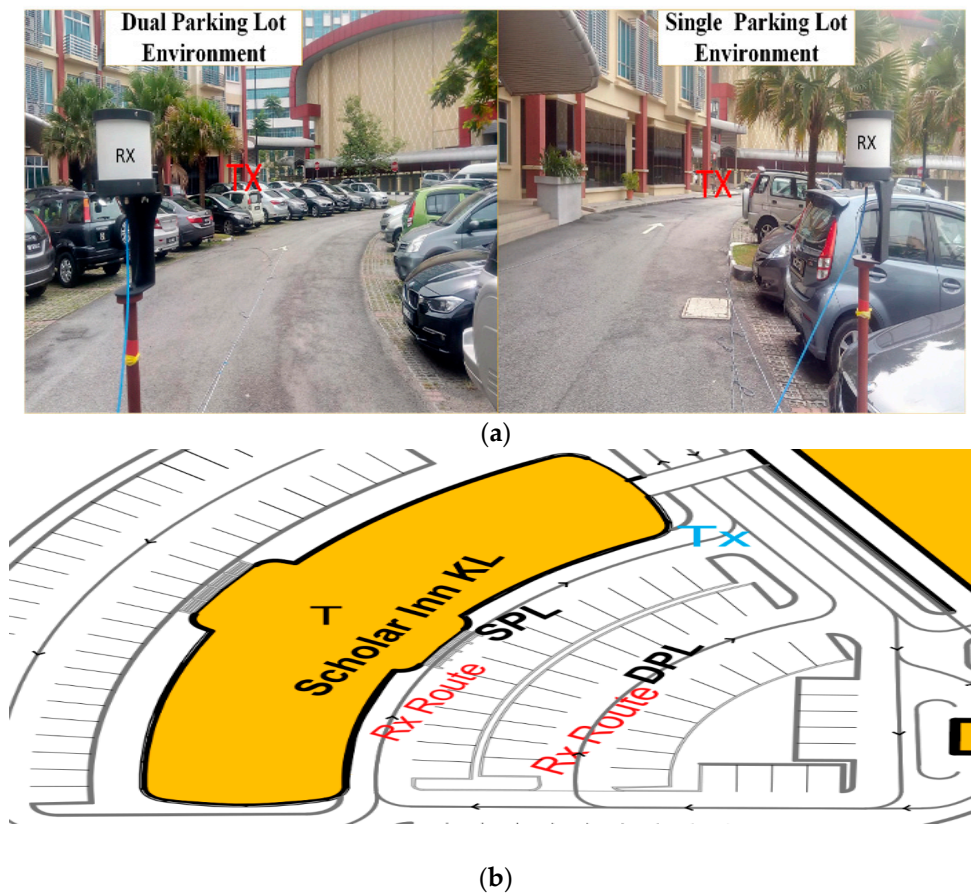 Dual Parking Lot
Environment
Single Parking Lot
Environment
RX
TX
TX
RX
(a)
Tx
Scholar Inn KL
SPL
DPL
Rx Route
Rx Route
(b)